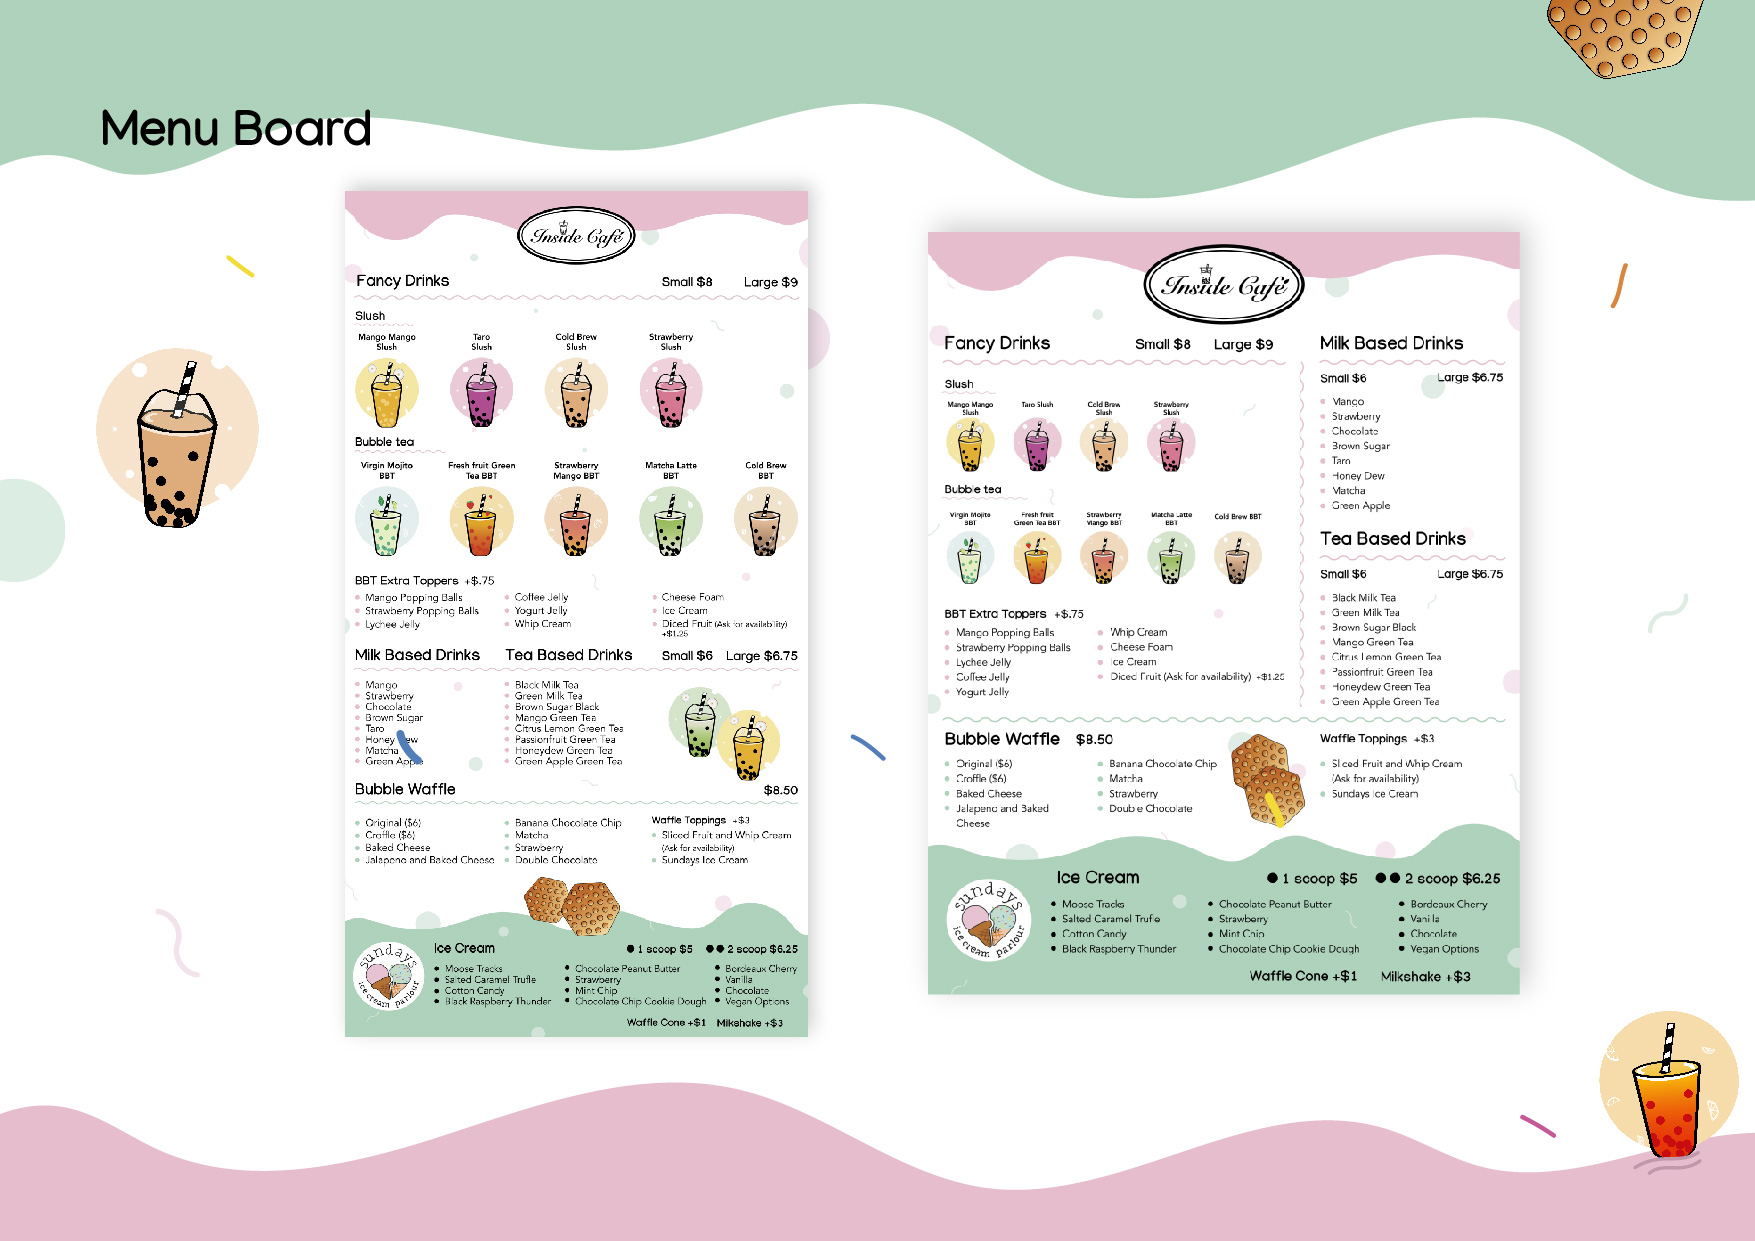 Menu Board
Inside Café
Fancy Drinks Small $8 Large $9
Slush
Mango Mango Slush
Taro Slush
Cold Brew Slush
Strawberry Slush
Bubble tea
Virgin Mojito BBT
Fresh fruit Green Tea BBT
Strawberry Mango BBT
Matcha Latte BBT
Cold Brew BBT
BBT Extra Toppers +$.75
Mango Popping Balls
Strawberry Popping Balls
Lychee Jelly
Coffee Jelly
Yogurt Jelly
Whip Cream
Cheese Foam
Ice Cream
Diced Fruit (Ask for availability)
+$1.25
Milk Based Drinks Tea Based Drinks Small $6 Large $6.75
Mango
Strawberry
Chocolate
Brown Sugar
Taro
Honey Dew
Matcha
Green Apple
Black Milk Tea
Green Milk Tea
Brown Sugar Black
Mango Green Tea
Citrus Lemon Green Tea
Passionfruit Green Tea
Honeydew Green Tea
Green Apple Green Tea
Bubble Waffle $8.50
Original ($6)
Croffle ($6)
Baked Cheese
Jalapeno and Baked Cheese
Banana Chocolate Chip
Matcha
Strawberry
Double Chocolate
Waffle Toppings +$3
Sliced Fruit and Whip Cream
(Ask for availability)
Sundays Ice Cream
sundays
ice cream parlour
Ice Cream 1 scoop $5 2 scoop $6.25
Moose Tracks
Salted Caramel Trufle
Cotton Candy
Black Raspberry Thunder
Chocolate Peanut Butter
Strawberry
Mint Chip
Chocolate Chip Cookie Dough
Bordeaux Cherry
Vanilla
Chocolate
Vegan Options
Waffle Cone +$1 Milkshake +$3
Inside Café
Fancy Drinks Small $8 Large $9
Slush
Mango Mango Slush
Taro Slush
Cold Brew Slush
Strawberry Slush
Bubble tea
Virgin Mojito BBT
Fresh fruit Green Tea BBT
Strawberry Mango BBT
Matcha Latte BBT
Cold Brew BBT
BBT Extra Toppers +$.75
Mango Popping Balls
Strawberry Popping Balls
Lychee Jelly
Coffee Jelly
Yogurt Jelly
Whip Cream
Cheese Foam
Ice Cream
Diced Fruit (Ask for availability) +$1.25
Milk Based Drinks
Small $6 Large $6.75
Mango
Strawberry
Chocolate
Brown Sugar
Taro
Honey Dew
Matcha
Green Apple
Tea Based Drinks
Small $6 Large $6.75
Black Milk Tea
Green Milk Tea
Brown Sugar Black
Mango Green Tea
Citrus Lemon Green Tea
Passionfruit Green Tea
Honeydew Green Tea
Green Apple Green Tea
Bubble Waffle $8.50
Original ($6)
Croffle ($6)
Baked Cheese
Jalapeno and Baked
Cheese
Banana Chocolate Chip
Matcha
Strawberry
Double Chocolate
Waffle Toppings +$3
Sliced Fruit and Whip Cream
(Ask for availability)
Sundays Ice Cream
sundays
ice cream parlour
Ice Cream 1 scoop $5 2 scoop $6.25
Moose Tracks
Salted Caramel Trufle
Cotton Candy
Black Raspberry Thunder
Chocolate Peanut Butter
Strawberry
Mint Chip
Chocolate Chip Cookie Dough
Bordeaux Cherry
Vanilla
Chocolate
Vegan Options
Waffle Cone +$1 Milkshake +$3